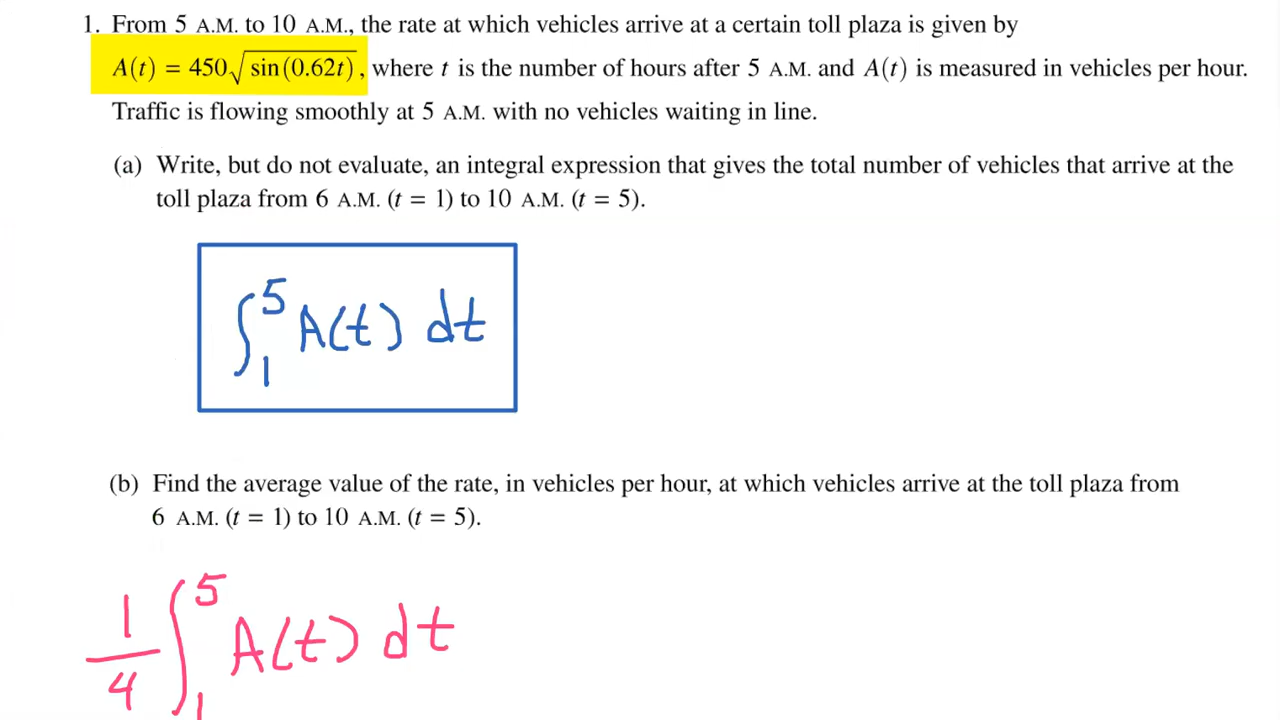 1. From 5 A.M. to 10 A.M., the rate at which vehicles arrive at a certain toll plaza is given by
A(t) = 450√sin(0.62t), where t is the number of hours after 5 A.M. and A(t) is measured in vehicles per hour.
Traffic is flowing smoothly at 5 A.M. with no vehicles waiting in line.
(a) Write, but do not evaluate, an integral expression that gives the total number of vehicles that arrive at the
toll plaza from 6 A.M. (t = 1) to 10 A.M. (t = 5).
∫₁⁵ A(t) dt
(b) Find the average value of the rate, in vehicles per hour, at which vehicles arrive at the toll plaza from
6 A.M. (t = 1) to 10 A.M. (t = 5).
1/4 ∫₁⁵ A(t) dt